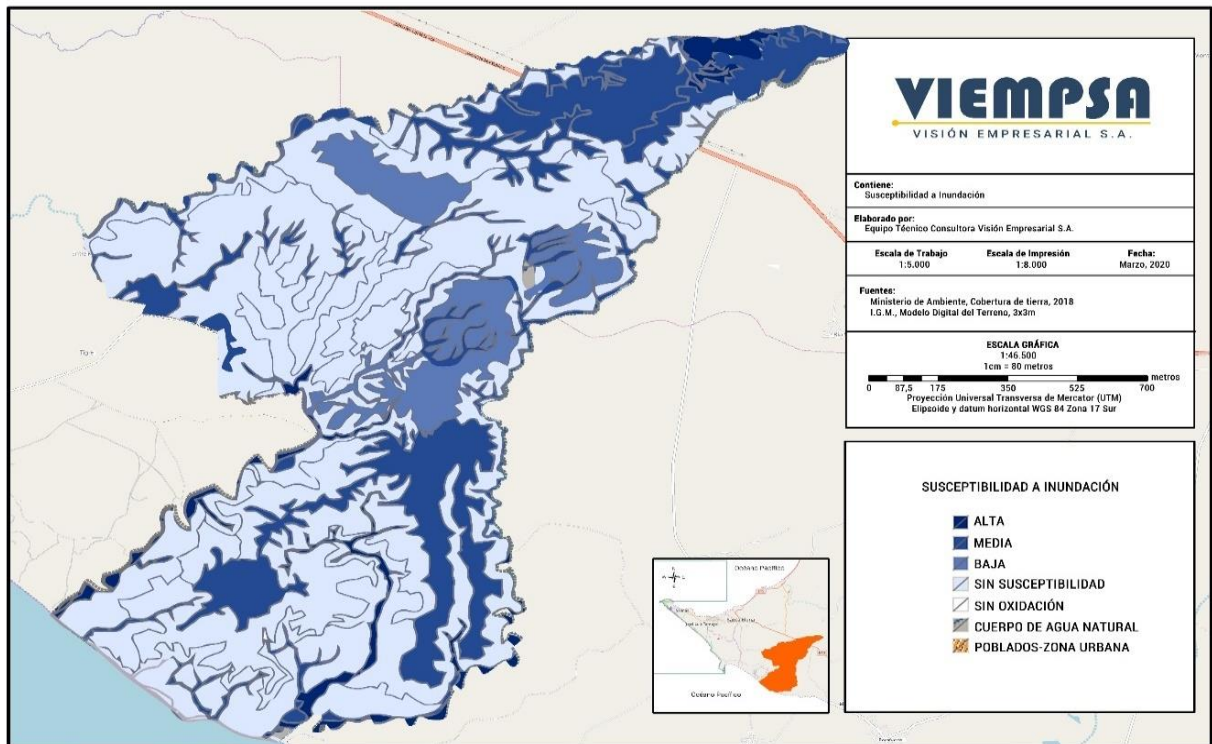 VIEMPSA
VISIÓN EMPRESARIAL S.A.
Contiene:
Susceptibilidad a Inundación
Elaborado por:
Equipo Técnico Consultora Visión Empresarial S.A.
Escala de Trabajo
1:5.000
Escala de Impresión
1:8.000
Fecha:
Marzo, 2020
Fuentes:
Ministerio de Ambiente, Cobertura de tierra, 2018
I.G.M., Modelo Digital del Terreno, 3x3m
ESCALA GRÁFICA
1:46.500
1cm = 80 metros
metros
0 87,5 175 350 525 700
Proyección Universal Transversa de Mercator (UTM)
Elipsoide y datum horizontal WGS 84 Zona 17 Sur
SUSCEPTIBILIDAD A INUNDACIÓN
ALTA
MEDIA
BAJA
SIN SUSCEPTIBILIDAD
SIN OXIDACIÓN
CUERPO DE AGUA NATURAL
POBLADOS-ZONA URBANA
Océano Pacífico
Océano Pacífico